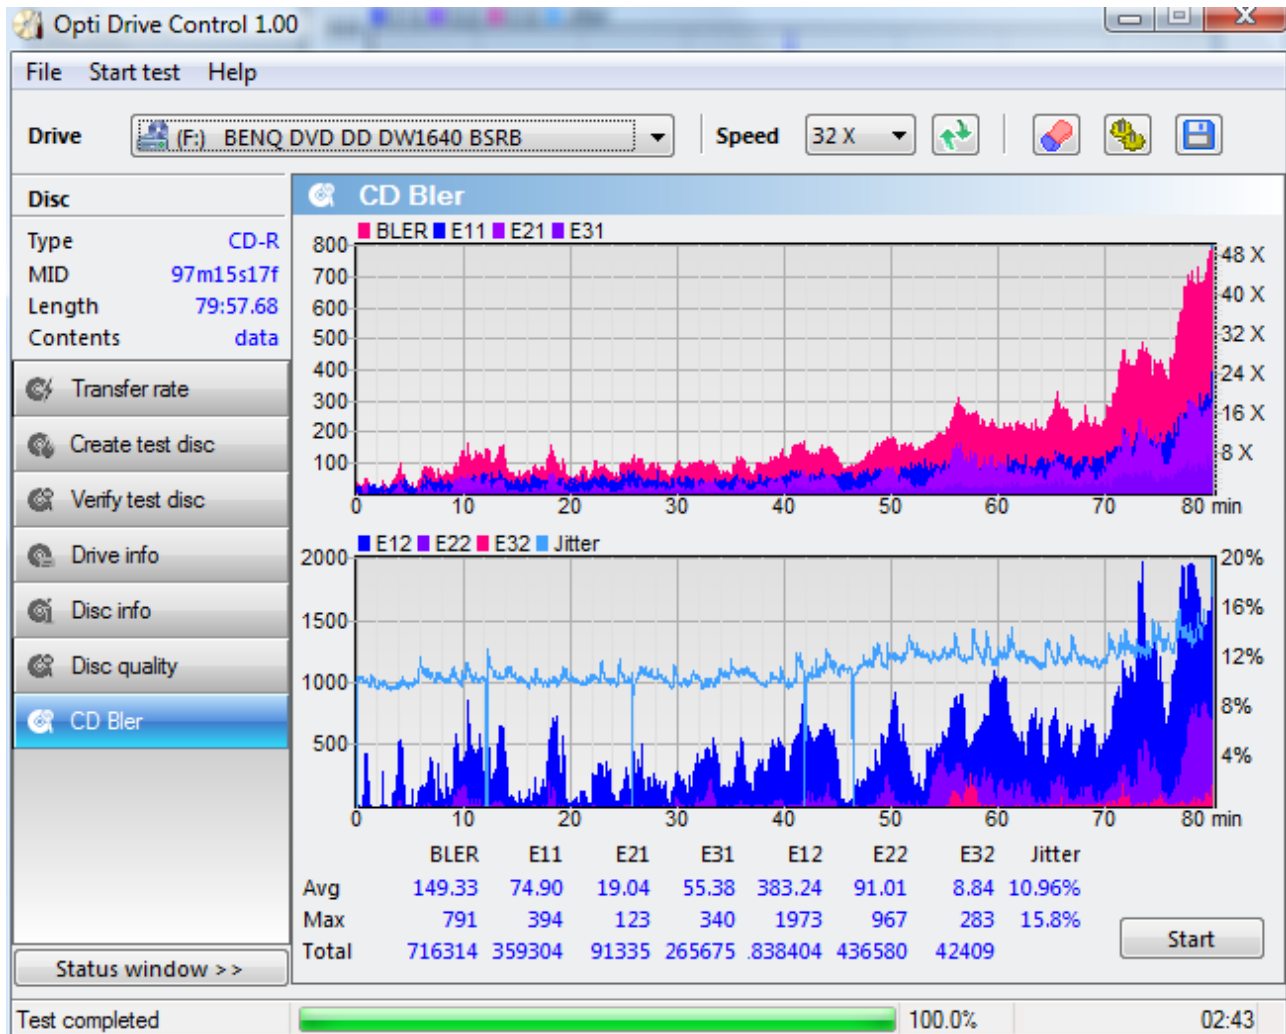 Opti Drive Control 1.00
File Start test Help
Drive (F:) BENQ DVD DD DW1640 BSRB Speed 32 X
Disc
Type CD-R
MID 97m15s17f
Length 79:57.68
Contents data
Transfer rate
Create test disc
Verify test disc
Drive info
Disc info
Disc quality
CD Bler
Status window >>
CD Bler
BLER E11 E21 E31
800
700
600
500
400
300
200
100
48 X
40 X
32 X
24 X
16 X
8 X
0 10 20 30 40 50 60 70 80 min
E12 E22 E32 Jitter
2000
1500
1000
500
20%
16%
12%
8%
4%
0 10 20 30 40 50 60 70 80 min
BLER E11 E21 E31 E12 E22 E32 Jitter
Avg 149.33 74.90 19.04 55.38 383.24 91.01 8.84 10.96%
Max 791 394 123 340 1973 967 283 15.8%
Total 716314 359304 91335 265675 .838404 436580 42409
Start
Test completed 100.0% 02:43